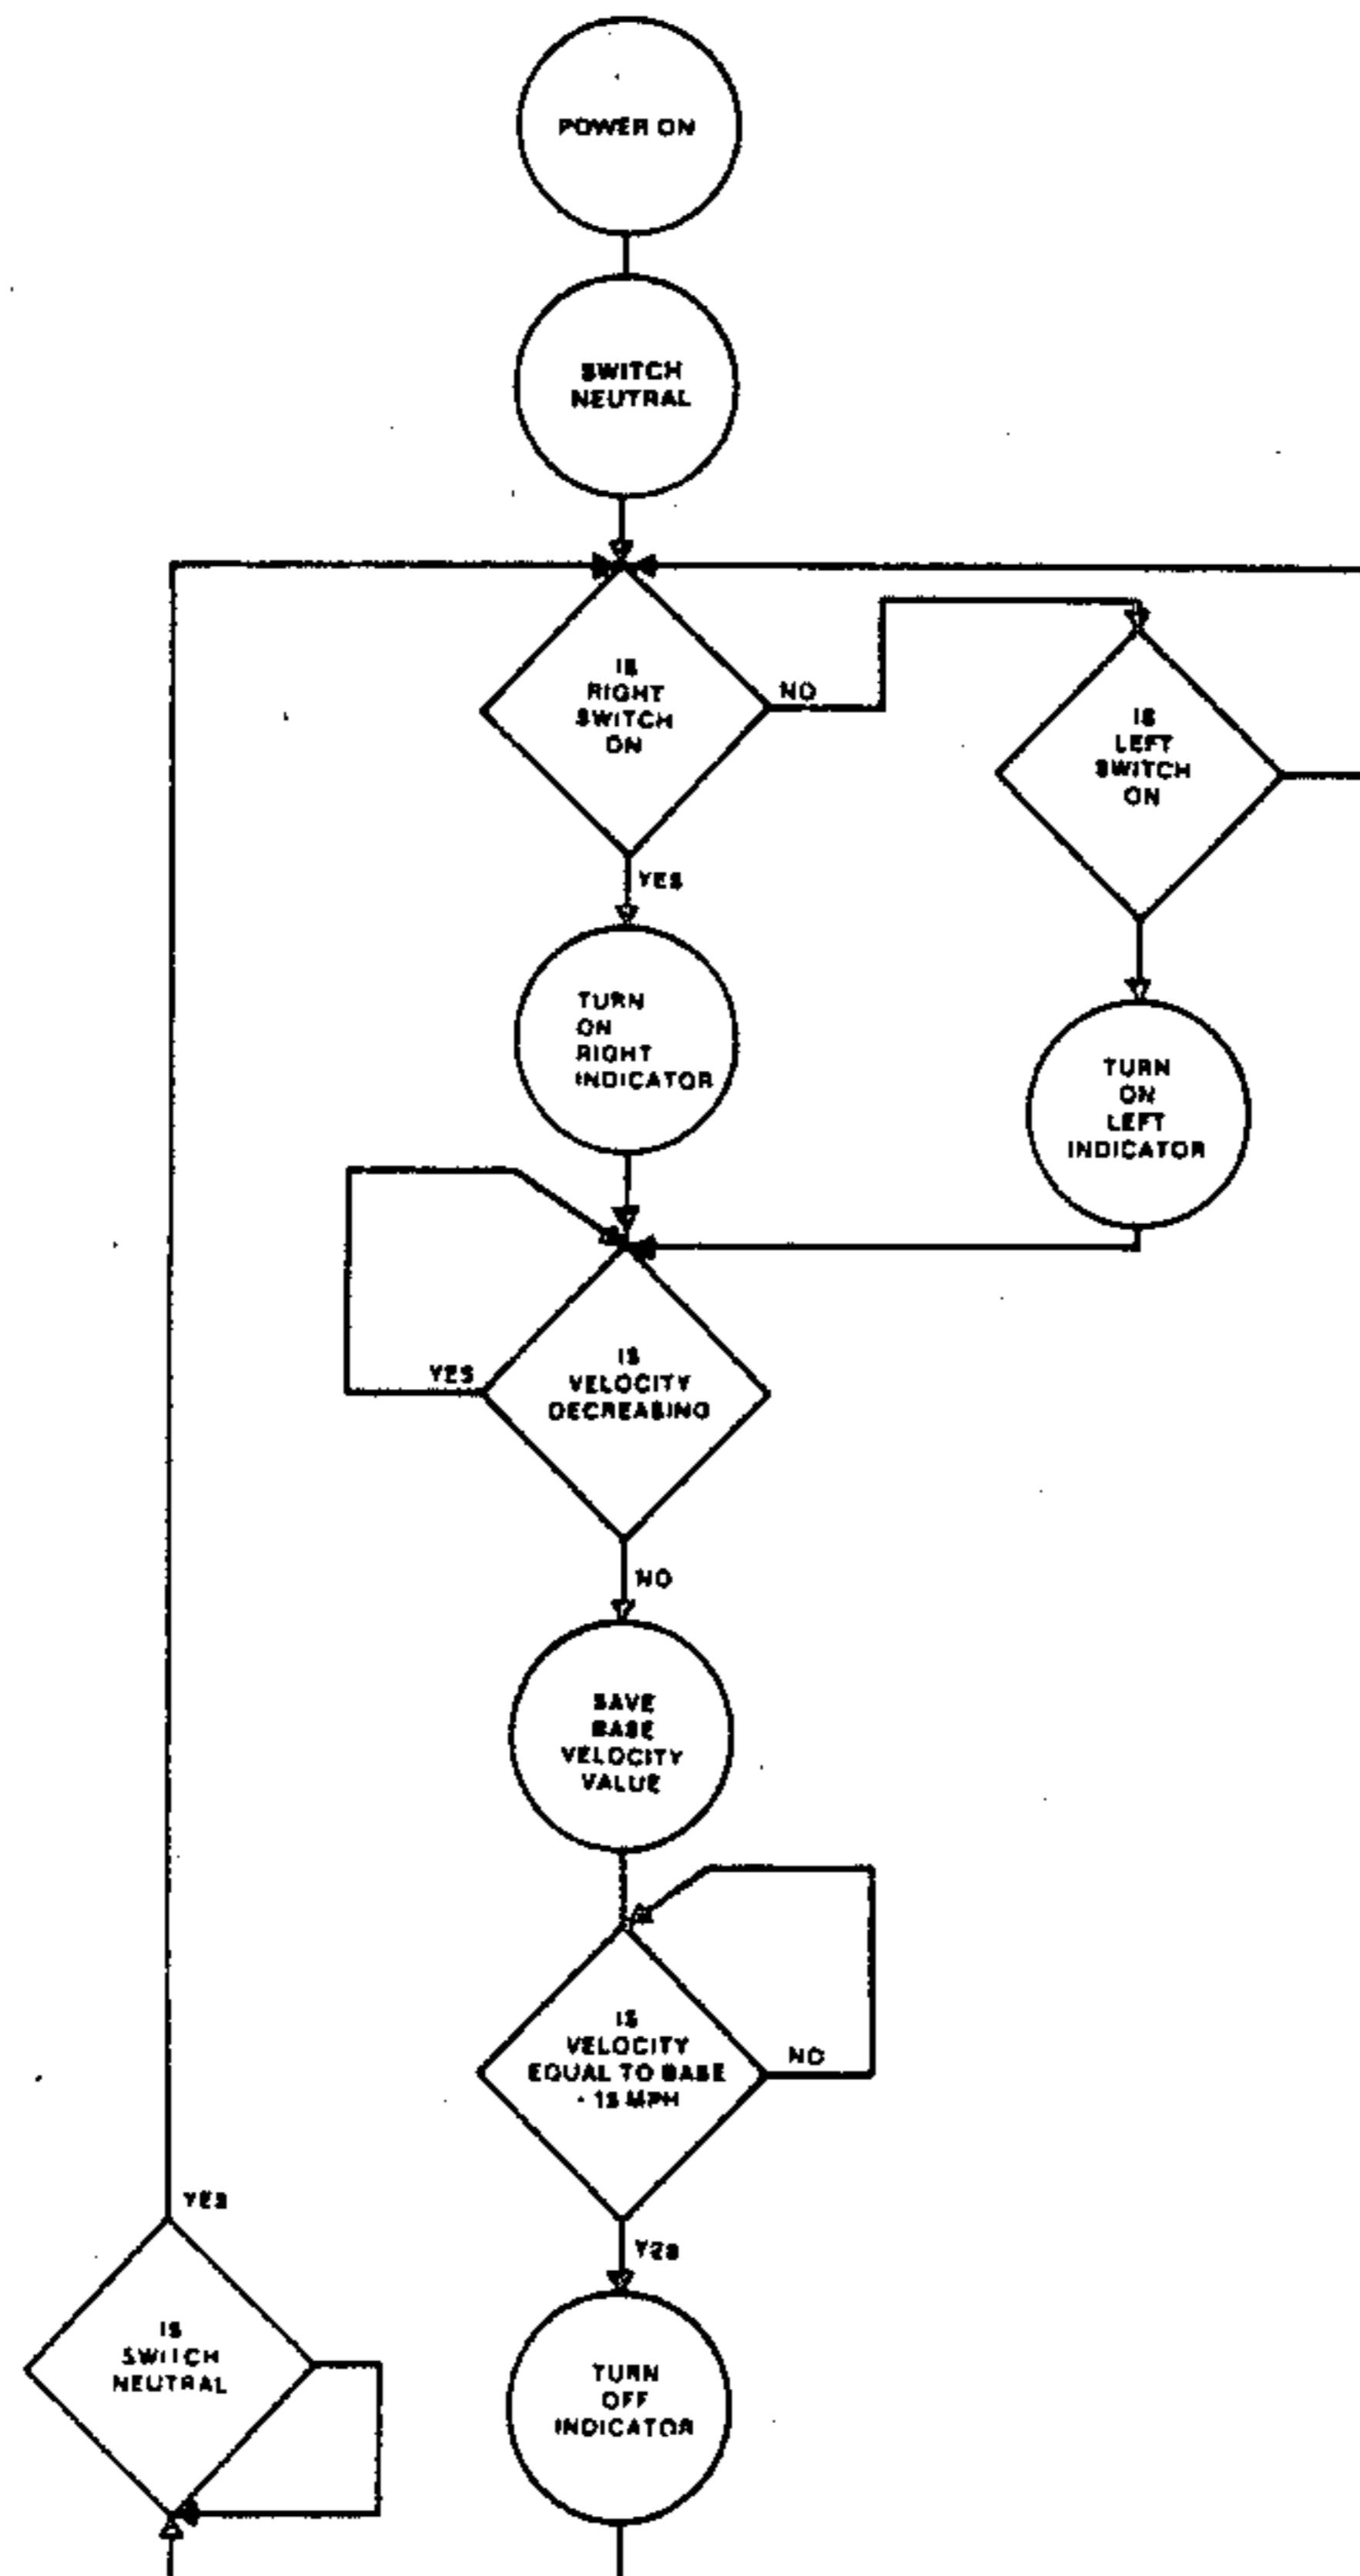 POWER ON
SWITCH
NEUTRAL
IS
RIGHT
SWITCH
ON
NO
IS
LEFT
SWITCH
ON
YES
TURN
ON
RIGHT
INDICATOR
TURN
ON
LEFT
INDICATOR
IS
VELOCITY
DECREASING
YES
NO
SAVE
BASE
VELOCITY
VALUE
IS
VELOCITY
EQUAL TO BASE
MPH
NO
YES
YES
IS
SWITCH
NEUTRAL
TURN
OFF
INDICATOR